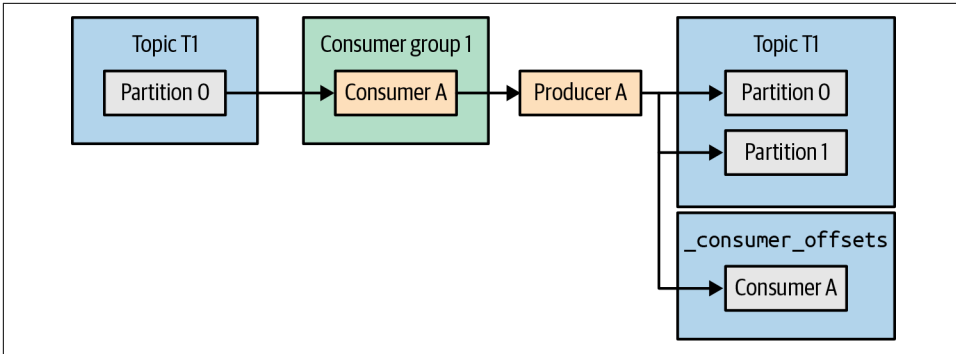 Topic T1
Partition 0
Consumer group 1
Consumer A
Producer A
Topic T1
Partition 0
Partition 1
_consumer_offsets
Consumer A